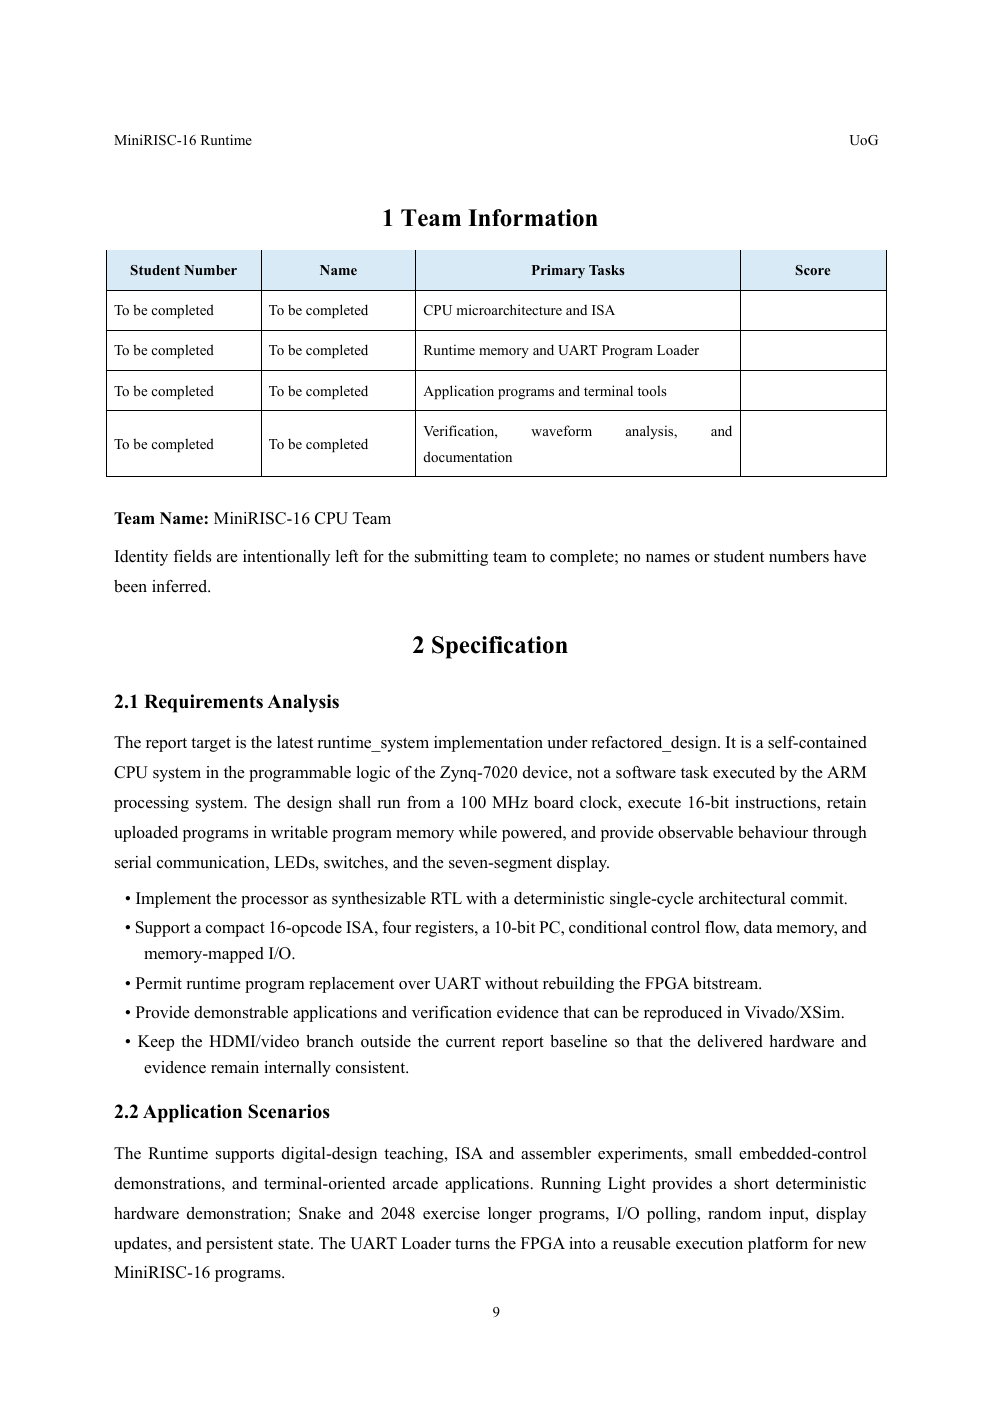 MiniRISC-16 Runtime UoG
1 Team Information
Student Number Name Primary Tasks Score
To be completed To be completed CPU microarchitecture and ISA
To be completed To be completed Runtime memory and UART Program Loader
To be completed To be completed Application programs and terminal tools
To be completed To be completed Verification, waveform analysis, and
documentation
Team Name: MiniRISC-16 CPU Team
Identity fields are intentionally left for the submitting team to complete; no names or student numbers have
been inferred.
2 Specification
2.1 Requirements Analysis
The report target is the latest runtime_system implementation under refactored_design. It is a self-contained
CPU system in the programmable logic of the Zynq-7020 device, not a software task executed by the ARM
processing system. The design shall run from a 100 MHz board clock, execute 16-bit instructions, retain
uploaded programs in writable program memory while powered, and provide observable behaviour through
serial communication, LEDs, switches, and the seven-segment display.
• Implement the processor as synthesizable RTL with a deterministic single-cycle architectural commit.
• Support a compact 16-opcode ISA, four registers, a 10-bit PC, conditional control flow, data memory, and
memory-mapped I/O.
• Permit runtime program replacement over UART without rebuilding the FPGA bitstream.
• Provide demonstrable applications and verification evidence that can be reproduced in Vivado/XSim.
• Keep the HDMI/video branch outside the current report baseline so that the delivered hardware and
evidence remain internally consistent.
2.2 Application Scenarios
The Runtime supports digital-design teaching, ISA and assembler experiments, small embedded-control
demonstrations, and terminal-oriented arcade applications. Running Light provides a short deterministic
hardware demonstration; Snake and 2048 exercise longer programs, I/O polling, random input, display
updates, and persistent state. The UART Loader turns the FPGA into a reusable execution platform for new
MiniRISC-16 programs.
9